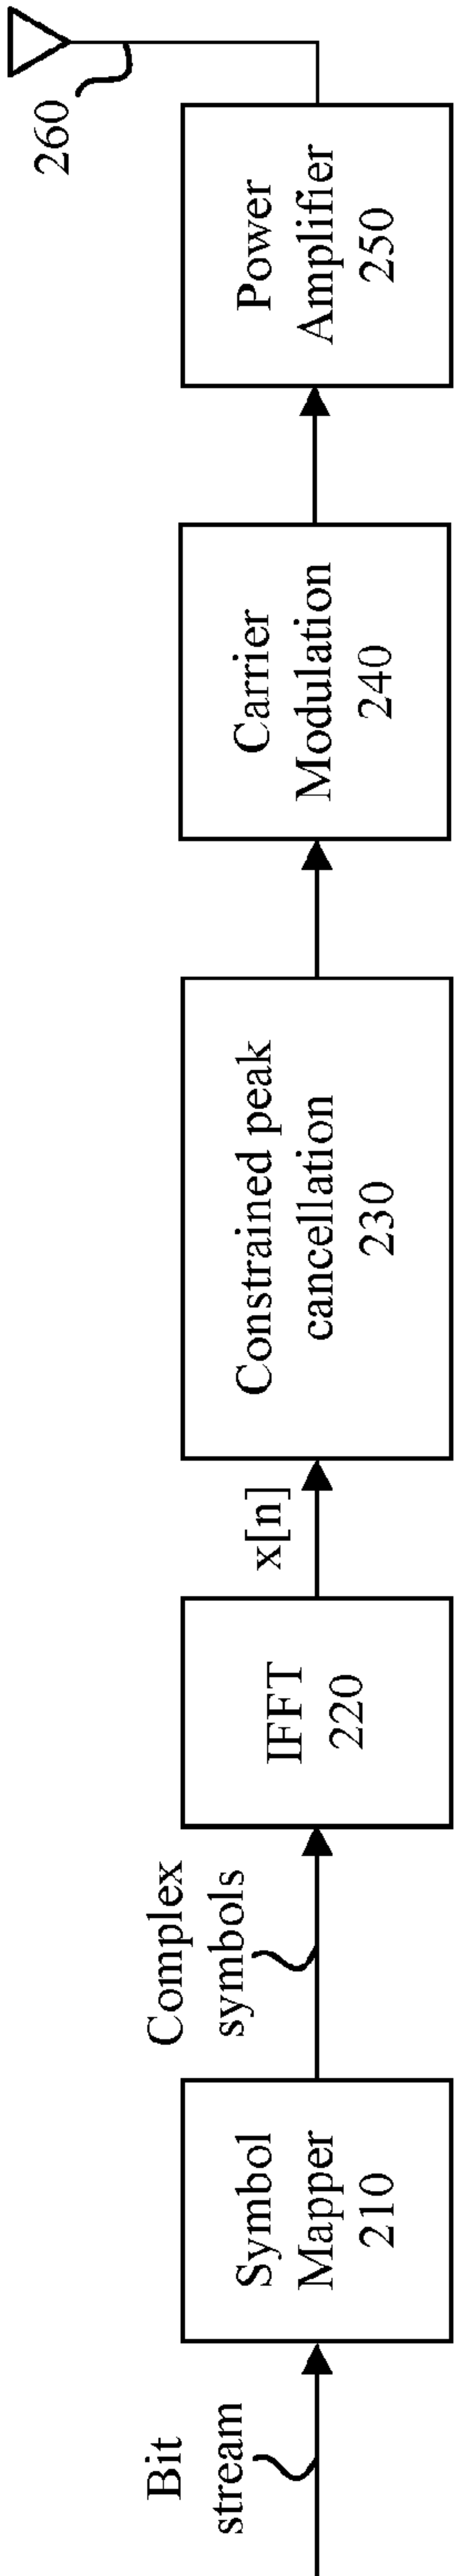 Bit
stream
Symbol
Mapper
210
Complex
symbols
IFFT
220
x[n]
Constrained peak
cancellation
230
Carrier
Modulation
240
Power
Amplifier
250
260